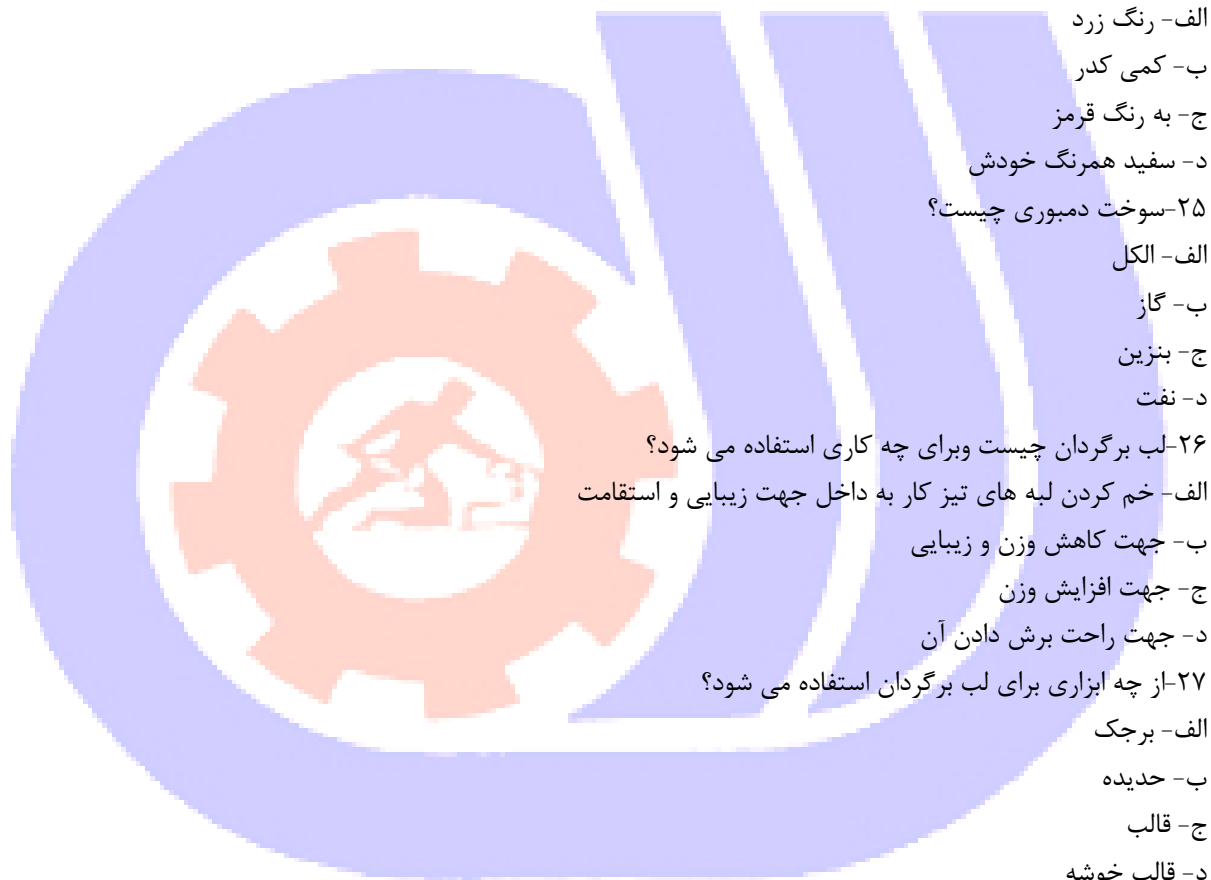 الف- رنگ زرد
ب- کمی کدر
ج- به رنگ قرمز
د- سفید همرنگ خودش
۲۵-سوخت دمبوری چیست؟
الف- الکل
ب- گاز
ج- بنزین
د- نفت
۲۶-لب برگردان چیست وبرای چه کاری استفاده می شود؟
الف- خم کردن لبه های تیز کار به داخل جهت زیبایی و استقامت
ب- جهت کاهش وزن و زیبایی
ج- جهت افزایش وزن
د- جهت راحت برش دادن آن
۲۷-از چه ابزاری برای لب برگردان استفاده می شود؟
الف- برجک
ب- حدیده
ج- قالب
د- قالب خوشه